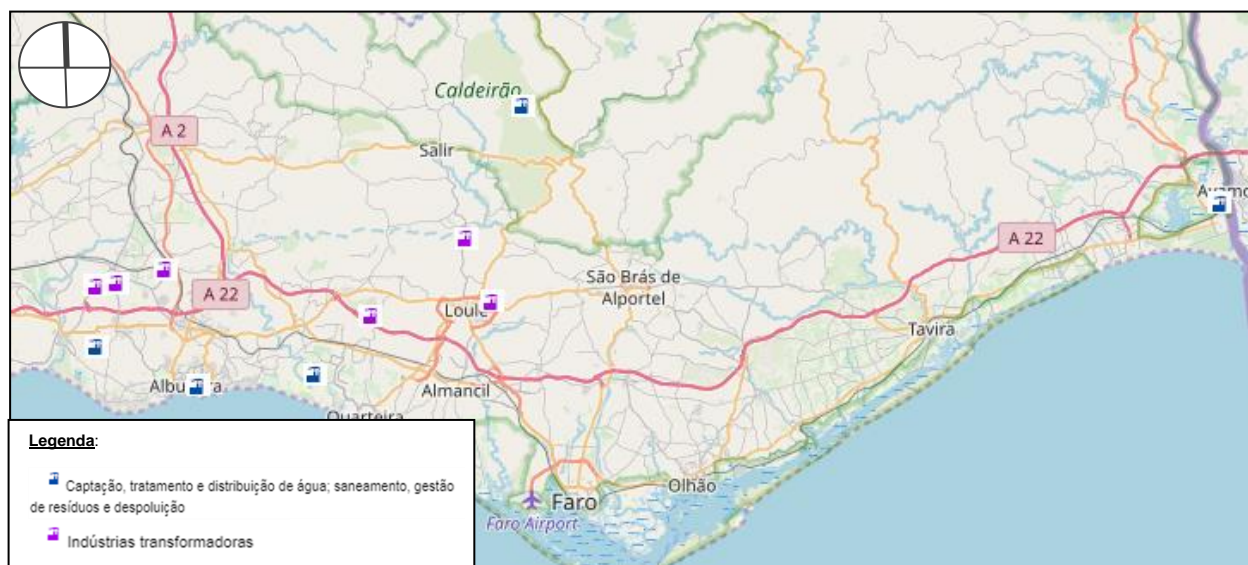 Caldeirão
A 2
Salir
Ayamo
A 22
A 22
São Brás de
Alportel
Loulé
Tavira
Almancil
Quarteira
Olhão
Faro
Faro Airport
Legenda:
Captação, tratamento e distribuição de água; saneamento, gestão
de resíduos e despoluição
Indústrias transformadoras